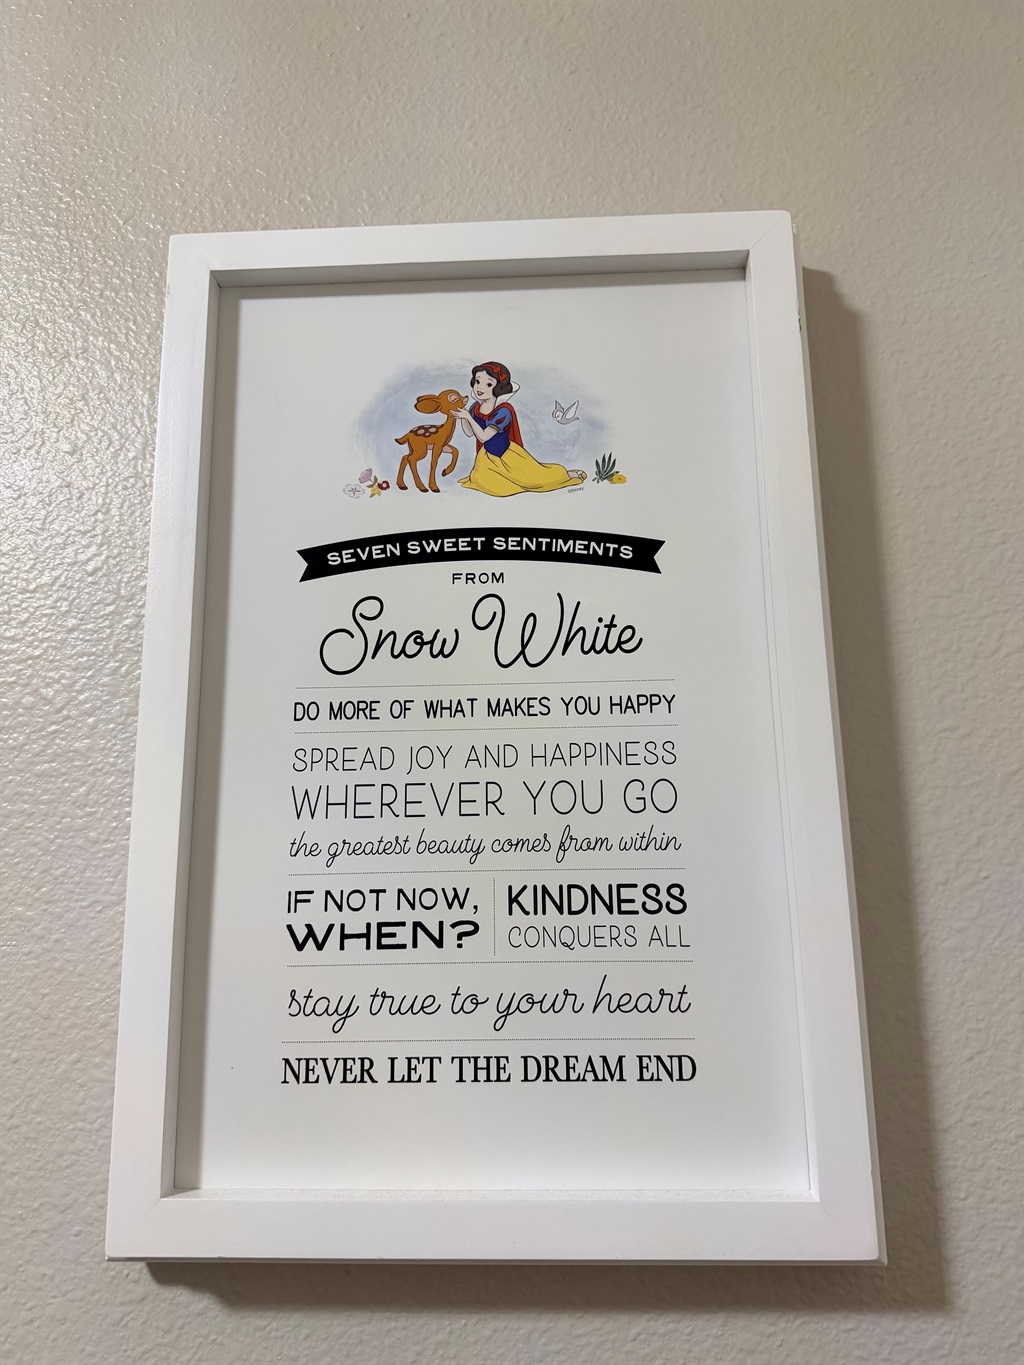 SEVEN SWEET SENTIMENTS
FROM
Snow White
DO MORE OF WHAT MAKES YOU HAPPY
SPREAD JOY AND HAPPINESS
WHEREVER YOU GO
the greatest beauty comes from within
IF NOT NOW,
WHEN?
KINDNESS
CONQUERS ALL
stay true to your heart
NEVER LET THE DREAM END